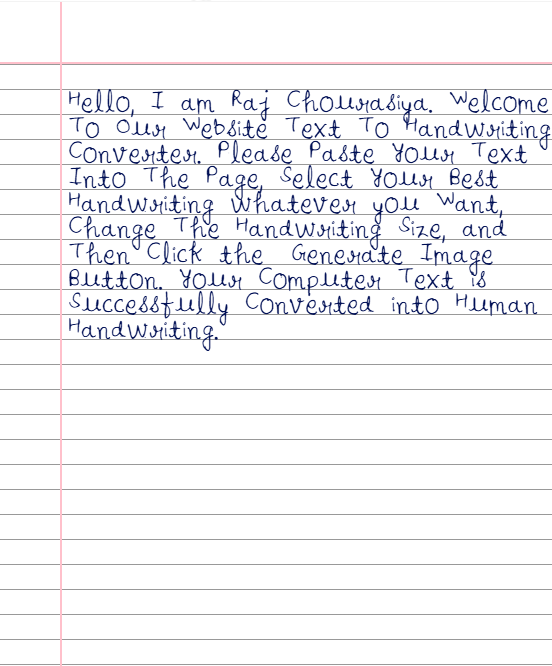 Hello, I am Raj Chourasiya. Welcome
To Our Website Text To Handwriting
Converter. Please Paste Your Text
Into The Page, Select Your Best
Handwriting Whatever you Want,
Change The Handwriting Size, and
Then Click the Generate Image
Button. Your Computer Text is
Successfully Converted into Human
Handwriting.